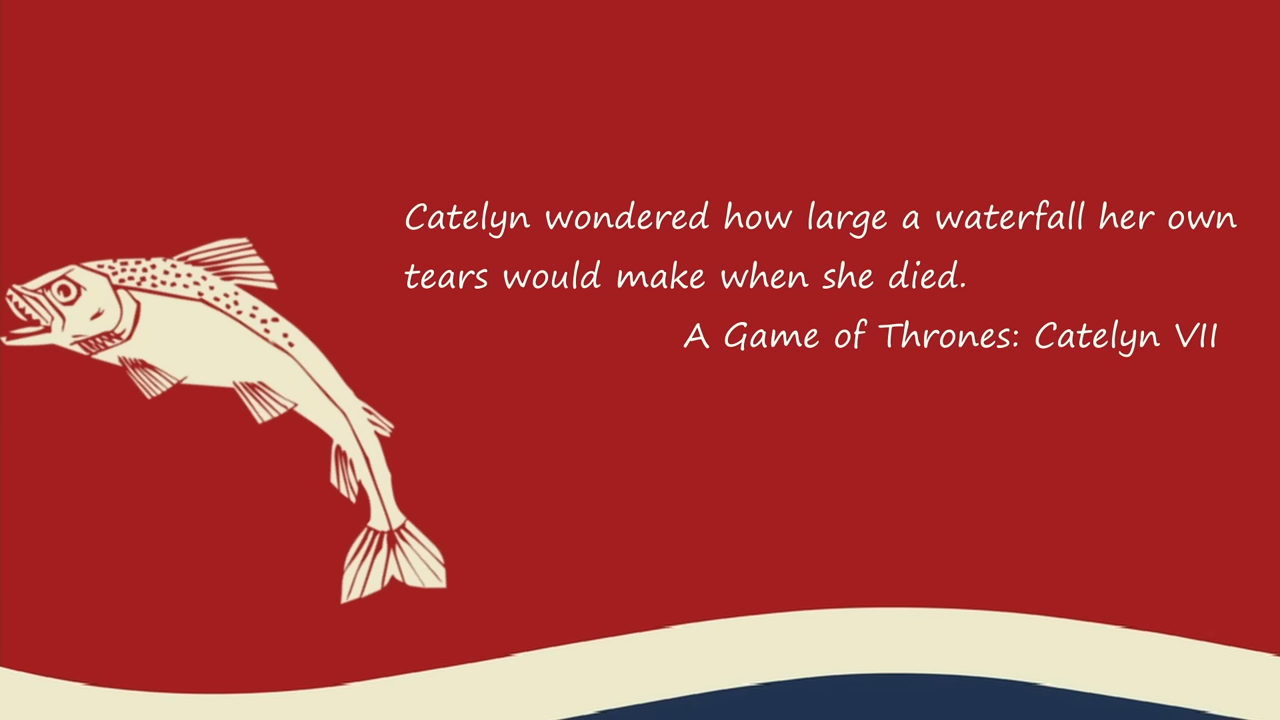 Catelyn wondered how large a waterfall her own
tears would make when she died.
A Game of Thrones: Catelyn VII